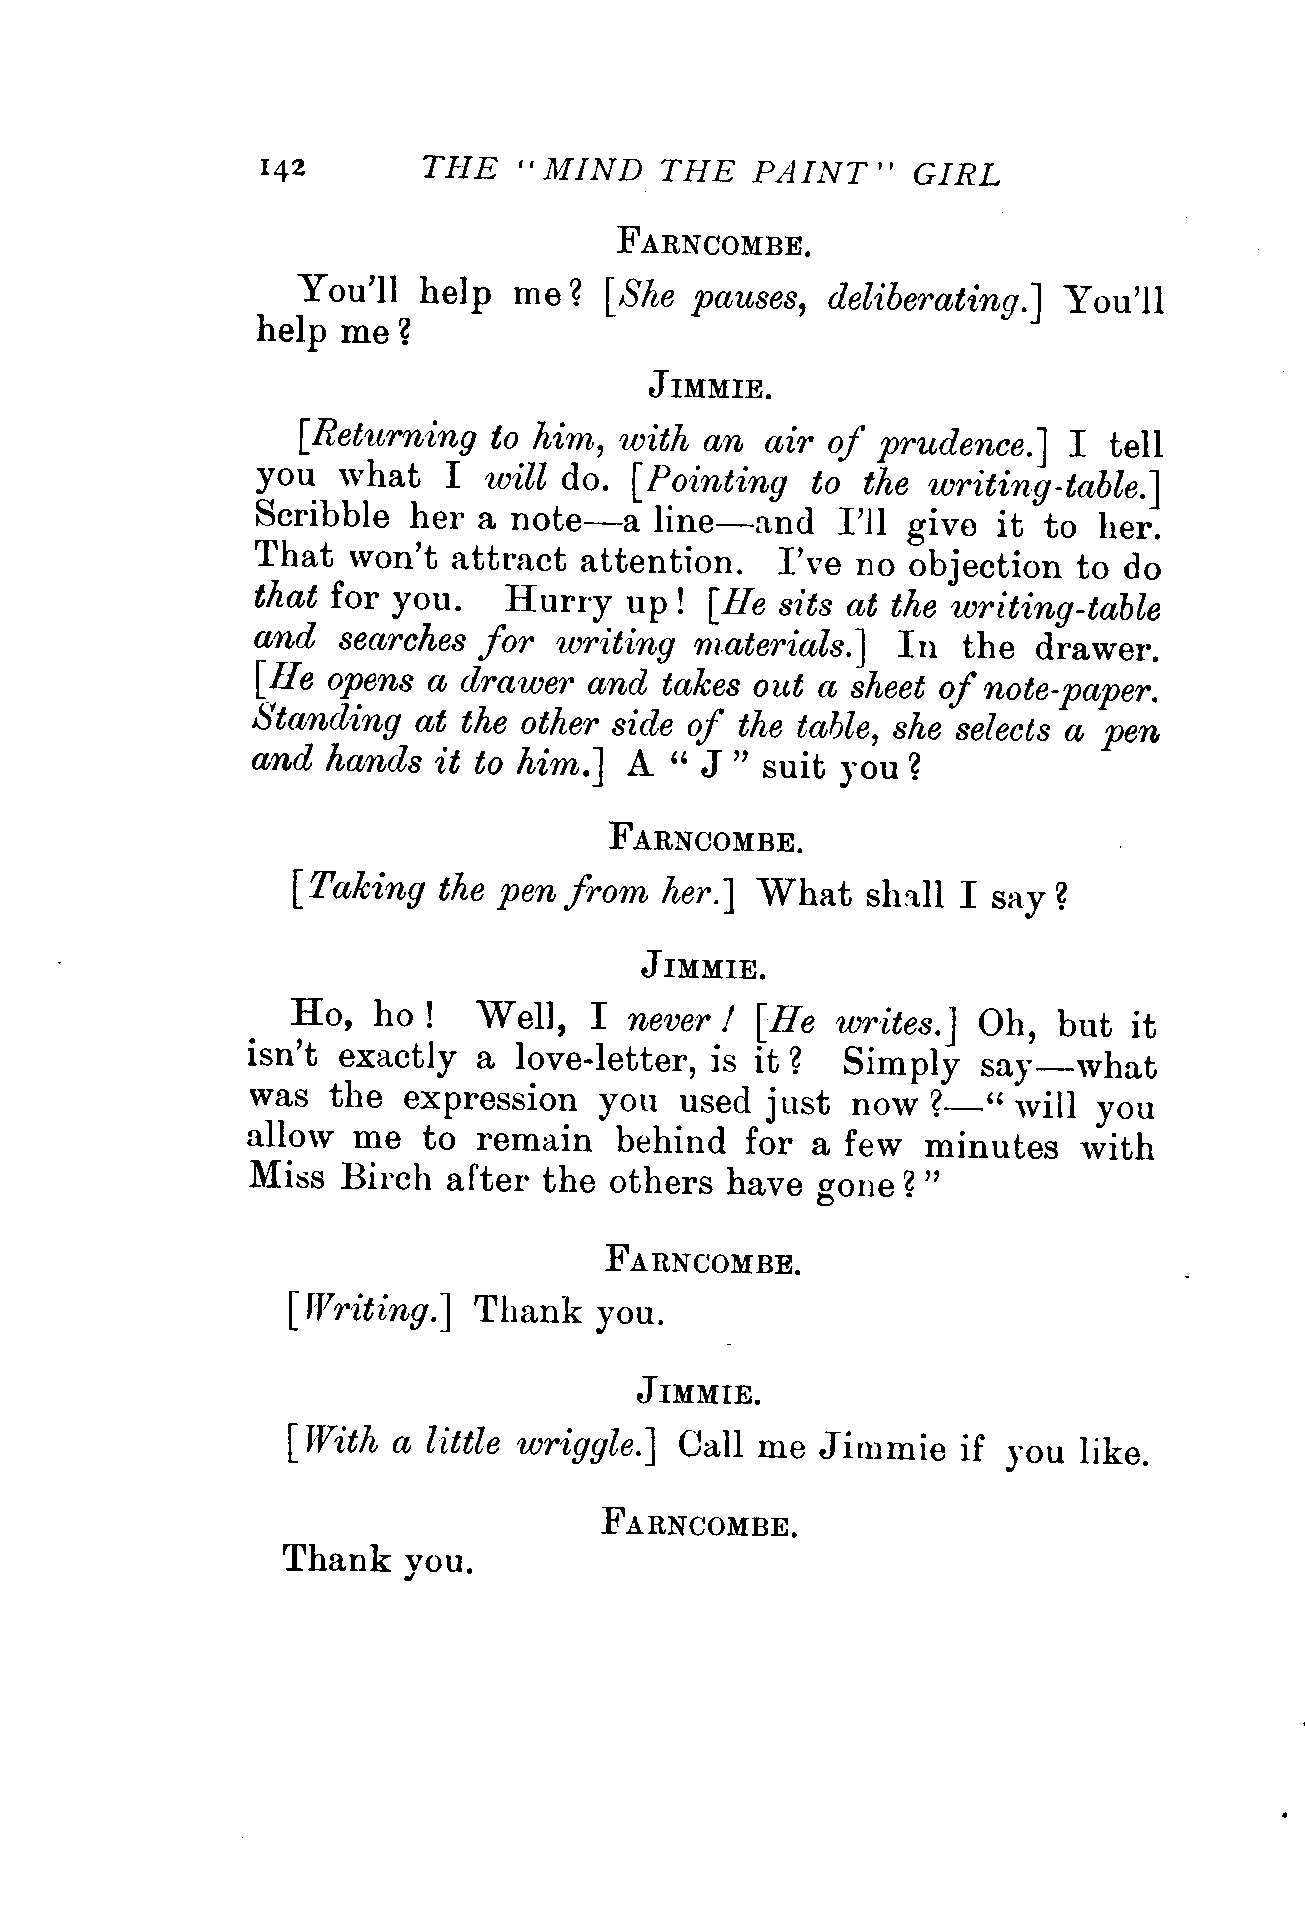 142 THE "MIND THE PAINT" GIRL
FARNCOMBE.
You'll help me? [She pauses, deliberating.] You'll
help me?
JIMMIE.
[Returning to him, with an air of prudence.] I tell
you what I will do. [Pointing to the writing-table.]
Scribble her a note—a line—and I'll give it to her.
That won't attract attention. I've no objection to do
that for you. Hurry up! [He sits at the writing-table
and searches for writing materials.] In the drawer.
[He opens a drawer and takes out a sheet of note-paper.
Standing at the other side of the table, she selects a pen
and hands it to him.] A "J" suit you?
FARNCOMBE.
[Taking the pen from her.] What shall I say?
JIMMIE.
Ho, ho! Well, I never! [He writes.] Oh, but it
isn't exactly a love-letter, is it? Simply say—what
was the expression you used just now?—"will you
allow me to remain behind for a few minutes with
Miss Birch after the others have gone?"
FARNCOMBE.
[Writing.] Thank you.
JIMMIE.
[With a little wriggle.] Call me Jimmie if you like.
FARNCOMBE.
Thank you.